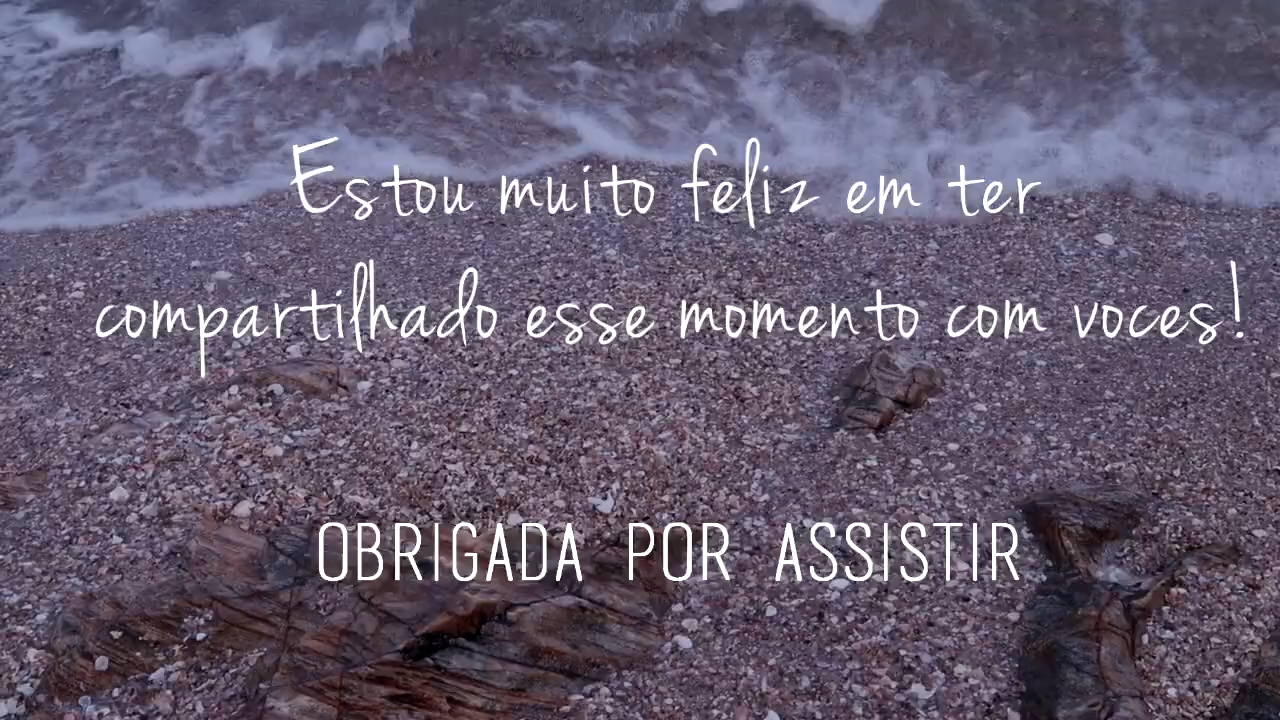 Estou muito feliz em ter
compartilhado esse momento com voces!
OBRIGADA POR ASSISTIR